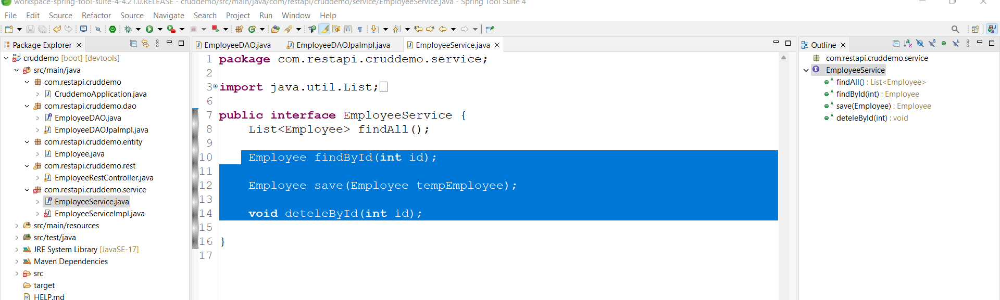 workspace-spring-tool-suite-4-4.21.0.RELEASE - cruddemo/src/main/java/com/restapi/cruddemo/service/EmployeeService.java - Spring Tool Suite 4
File Edit Source Refactor Source Navigate Search Project Run Window Help
Package Explorer
cruddemo [boot] [devtools]
src/main/java
com.restapi.cruddemo
CruddemoApplication.java
com.restapi.cruddemo.dao
EmployeeDAO.java
EmployeeDAOJpaImpl.java
com.restapi.cruddemo.entity
Employee.java
com.restapi.cruddemo.rest
EmployeeRestController.java
com.restapi.cruddemo.service
EmployeeService.java
EmployeeServiceImpl.java
src/main/resources
src/test/java
JRE System Library [JavaSE-17]
Maven Dependencies
src
target
HELP.md
EmployeeDAO.java EmployeeDAOJpaImpl.java EmployeeService.java
1 package com.restapi.cruddemo.service;
2
3 import java.util.List;
6
7 public interface EmployeeService {
8 List<Employee> findAll();
9
10 Employee findById(int id);
11
12 Employee save(Employee tempEmployee);
13
14 void deteleById(int id);
15
16 }
17
Outline
com.restapi.cruddemo.service
EmployeeService
findAll() : List<Employee>
findById(int) : Employee
save(Employee) : Employee
deteleById(int) : void